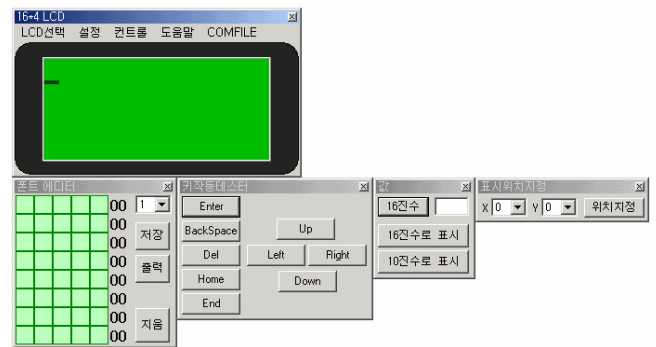 16*4 LCD
LCD선택 설정 컨트롤 도움말 COMFILE
폰트 에디터
00 1
00 저장
00
00 출력
00
00
00 지움
00
키작동테스터
Enter
BackSpace Up
Del Left Right
Home Down
End
값
16진수
16진수로 표시
10진수로 표시
표시위치지정
X 0 Y 0 위치지정